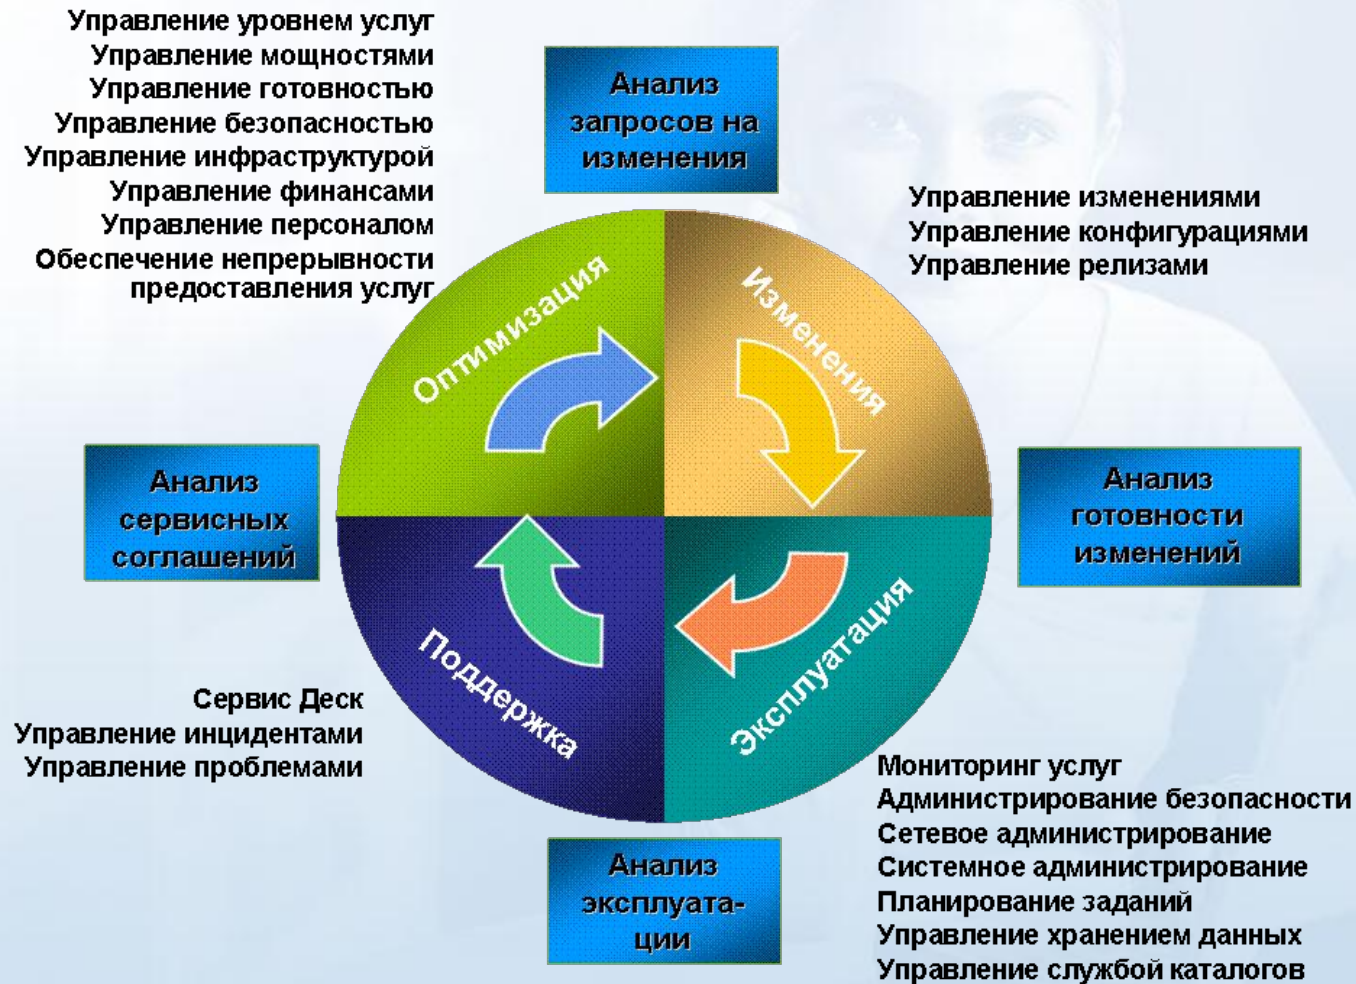 Управление уровнем услуг
Управление мощностями
Управление готовностью
Управление безопасностью
Управление инфраструктурой
Управление финансами
Управление персоналом
Обеспечение непрерывности
предоставления услуг
Анализ
запросов на
изменения
Управление изменениями
Управление конфигурациями
Управление релизами
Оптимизация
Изменения
Анализ
сервисных
соглашений
Анализ
готовности
изменений
Поддержка
Эксплуатация
Сервис Деск
Управление инцидентами
Управление проблемами
Анализ
эксплуата-
ции
Мониторинг услуг
Администрирование безопасности
Сетевое администрирование
Системное администрирование
Планирование заданий
Управление хранением данных
Управление службой каталогов